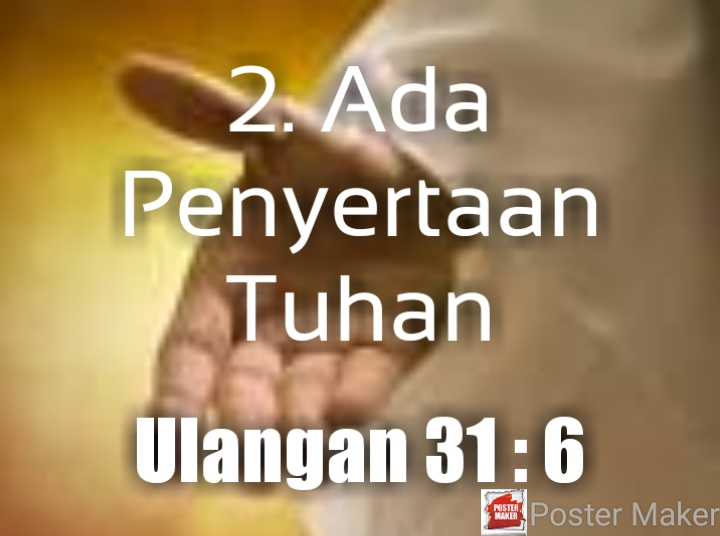 2. Ada
Penyertaan
Tuhan
Ulangan 31 : 6
POSTER
MAKER
Poster Maker